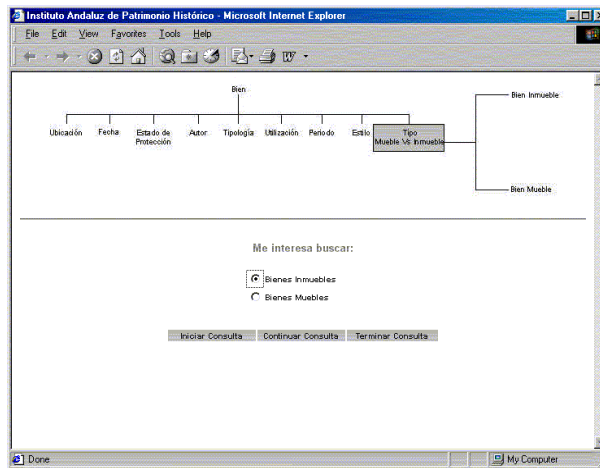 Instituto Andaluz de Patrimonio Histórico - Microsoft Internet Explorer
File Edit View Favorites Tools Help
Bien
Bien Inmueble
Ubicación Fecha Estado de Protección Autor Tipología Utilización Periodo Estilo Tipo
Mueble Vs Inmueble
Bien Mueble
Me interesa buscar:
Bienes Inmuebles
Bienes Muebles
Iniciar Consulta Continuar Consulta Terminar Consulta
Done My Computer